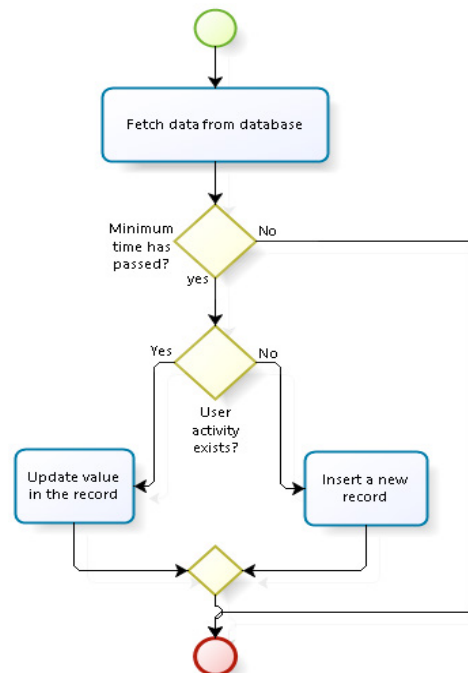 Fetch data from database
Minimum
time has
passed?
No
yes
Yes
No
User
activity
exists?
Update value
in the record
Insert a new
record